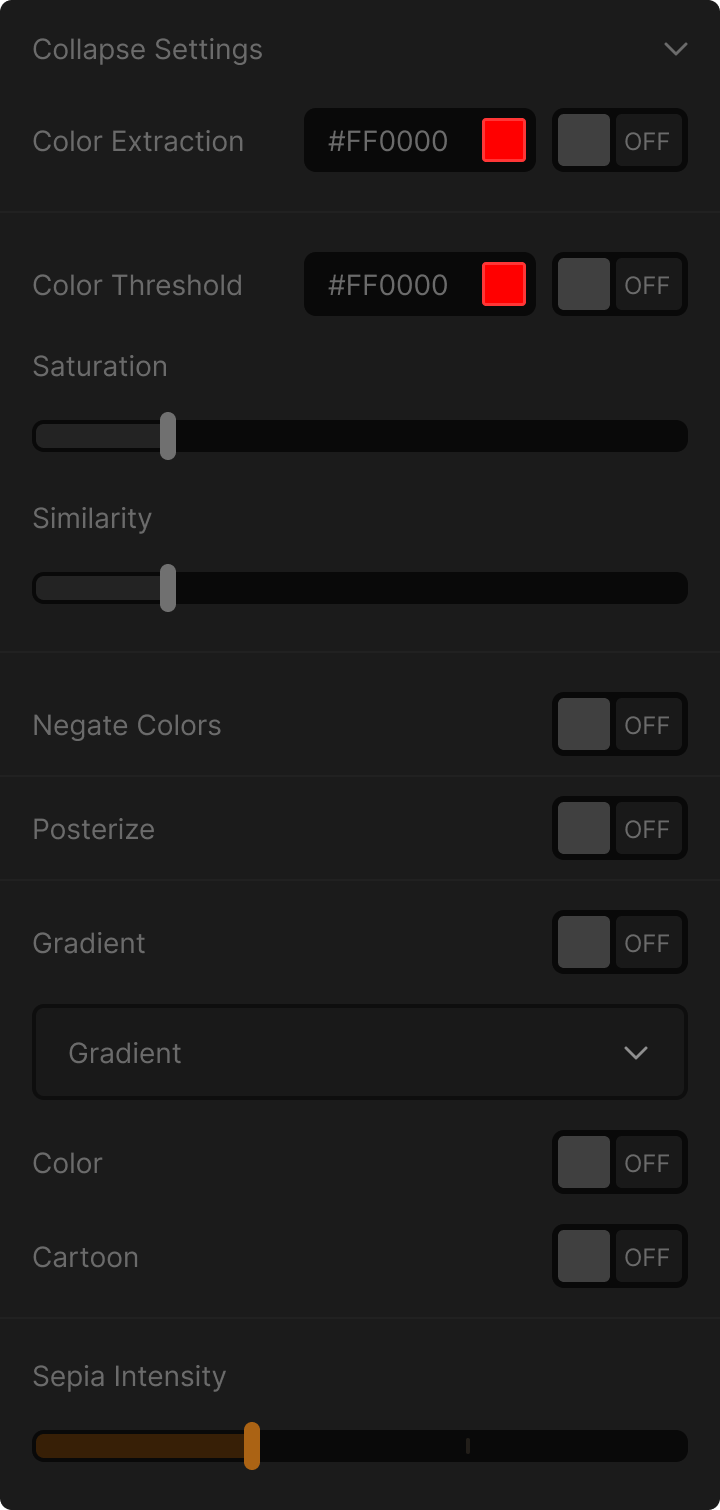 Collapse Settings
Color Extraction #FF0000 OFF
Color Threshold #FF0000 OFF
Saturation
Similarity
Negate Colors OFF
Posterize OFF
Gradient OFF
Gradient
Color OFF
Cartoon OFF
Sepia Intensity